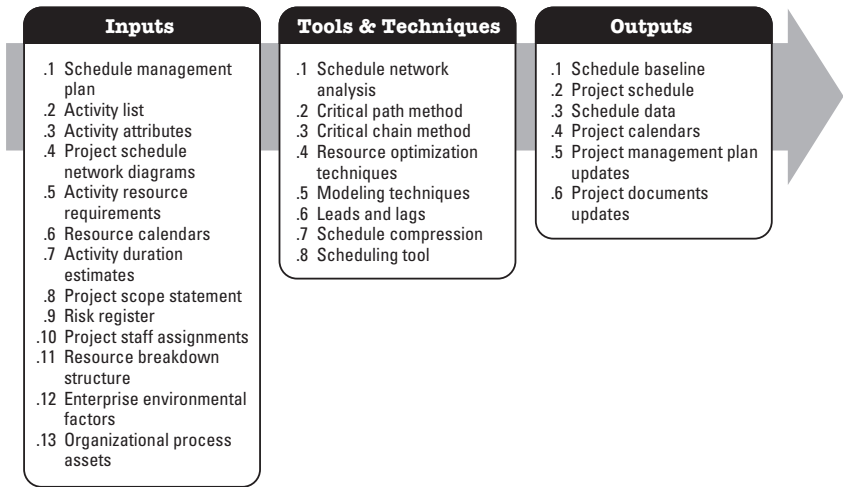 Inputs
.1 Schedule management
plan
.2 Activity list
.3 Activity attributes
.4 Project schedule
network diagrams
.5 Activity resource
requirements
.6 Resource calendars
.7 Activity duration
estimates
.8 Project scope statement
.9 Risk register
.10 Project staff assignments
.11 Resource breakdown
structure
.12 Enterprise environmental
factors
.13 Organizational process
assets
Tools & Techniques
.1 Schedule network
analysis
.2 Critical path method
.3 Critical chain method
.4 Resource optimization
techniques
.5 Modeling techniques
.6 Leads and lags
.7 Schedule compression
.8 Scheduling tool
Outputs
.1 Schedule baseline
.2 Project schedule
.3 Schedule data
.4 Project calendars
.5 Project management plan
updates
.6 Project documents
updates